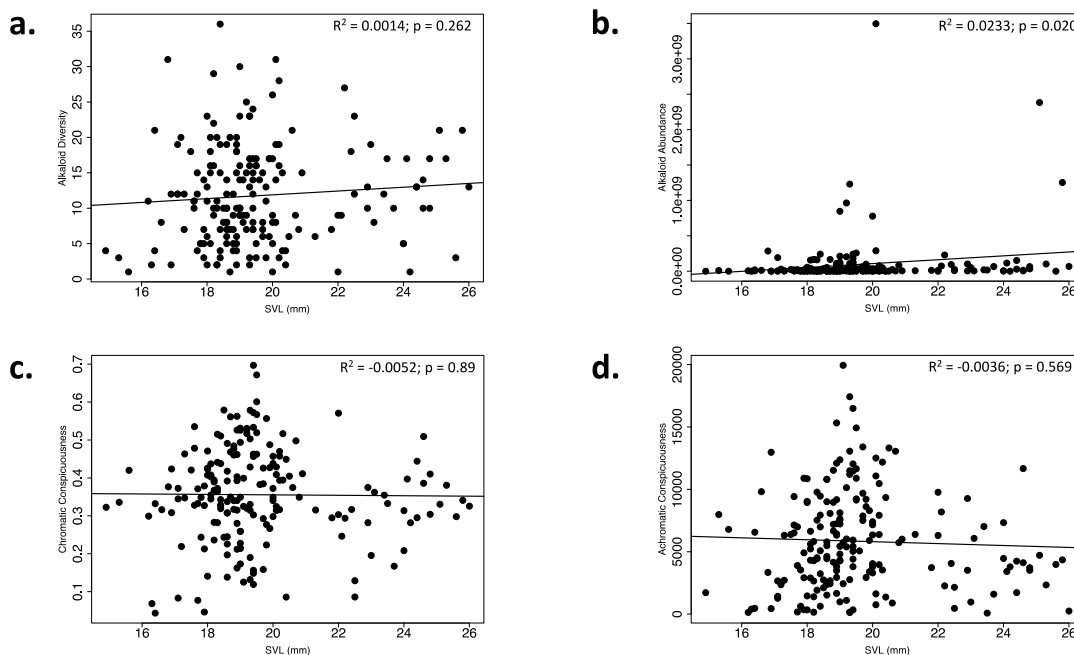 a.
R² = 0.0014; p = 0.262
Alkaloid Diversity
0 5 10 15 20 25 30 35
16 18 20 22 24 26
SVL (mm)
b.
R² = 0.0233; p = 0.020
Alkaloid Abundance
0.0e+00 1.0e+09 2.0e+09 3.0e+09
16 18 20 22 24 26
SVL (mm)
c.
R² = -0.0052; p = 0.89
Chromatic Conspicuousness
0.1 0.2 0.3 0.4 0.5 0.6 0.7
16 18 20 22 24 26
SVL (mm)
d.
R² = -0.0036; p = 0.569
Achromatic Conspicuousness
0 5000 10000 15000 20000
16 18 20 22 24 26
SVL (mm)